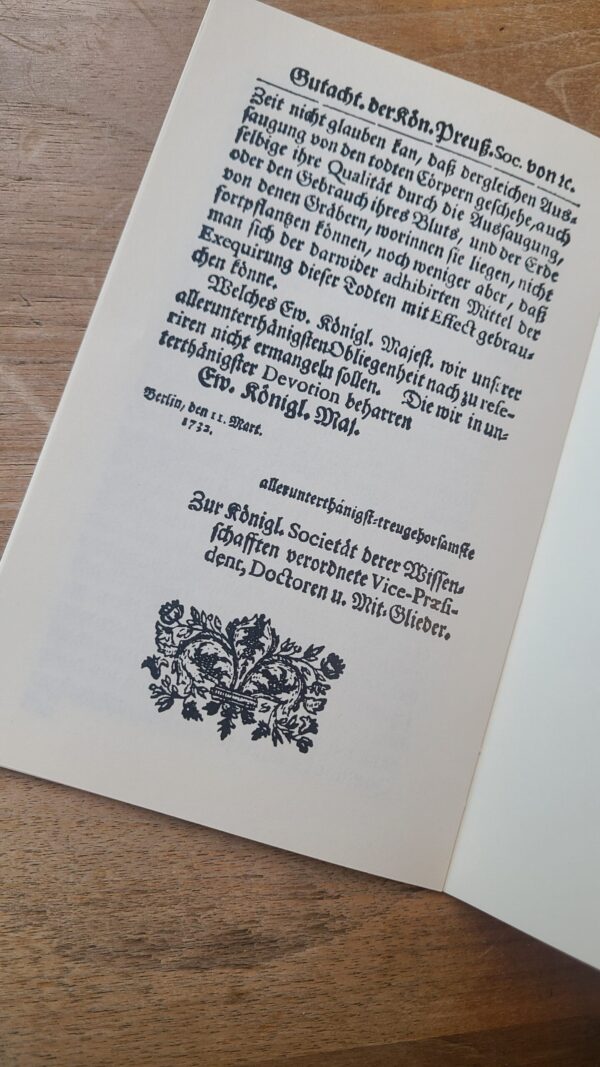 Gutacht. der Kön. Preuß. Soc. von ꝛc.
Zeit nicht glauben kan, daß dergleichen Aus-
saugung von den todten Cörpern geschehe, auch
selbige ihre Qualität durch die Aussaugung,
oder den Gebrauch ihres Bluts, und der Erde
von denen Gräbern, worinnen sie liegen, nicht
fortpflantzen können, noch weniger aber, daß
man sich der darwider adhibirten Mittel der
Exequirung dieser Todten mit Effect gebrau-
chen könne.
Welches Ew. Königl. Majest. wir unserer
allerunterthänigsten Obliegenheit nach zu refe-
riren nicht ermangeln sollen. Die wir in un-
terthänigster Devotion beharren
Ew. Königl. Maj.
Berlin, den 11. Mart.
1732.
allerunterthänigst-treugehorsamste
Zur Königl. Societät derer Wissen-
schafften verordnete Vice-Præsi-
dent, Doctoren u. Mit-Glieder.